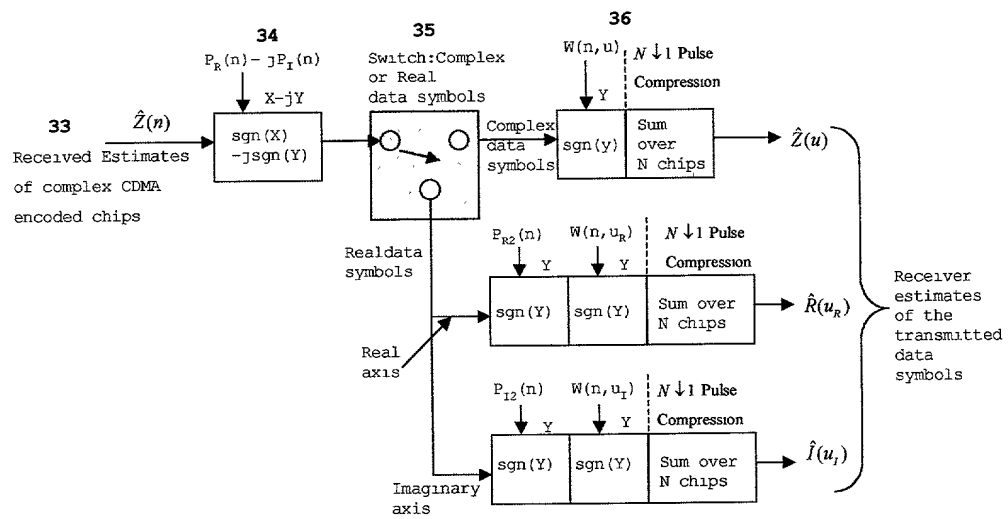 34
35
36
P_R(n)-jP_I(n)
X-jY
Switch:Complex
or Real
data symbols
W(n,u)
Y
N↓1 Pulse
Compression
33
Ẑ(n)
Received Estimates
of complex CDMA
encoded chips
sgn(X)
-jsgn(Y)
Complex
data
symbols
sgn(y)
Sum
over
N chips
Ẑ(u)
Realdata
symbols
P_R2(n)
Y
W(n,u_R)
Y
N↓1 Pulse
Compression
sgn(Y)
sgn(Y)
Sum over
N chips
R̂(u_R)
Real
axis
Receiver
estimates
of the
transmitted
data
symbols
P_I2(n)
Y
W(n,u_I)
Y
N↓1 Pulse
Compression
sgn(Y)
sgn(Y)
Sum over
N chips
Î(u_I)
Imaginary
axis